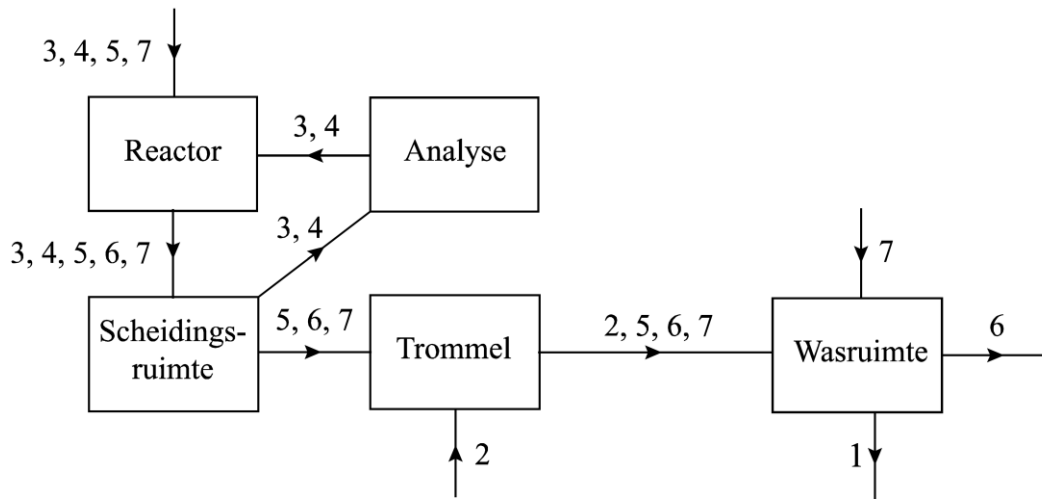 3, 4, 5, 7
Reactor
3, 4
Analyse
3, 4, 5, 6, 7
3, 4
7
Scheidings-
ruimte
5, 6, 7
Trommel
2, 5, 6, 7
Wasruimte
6
2
1